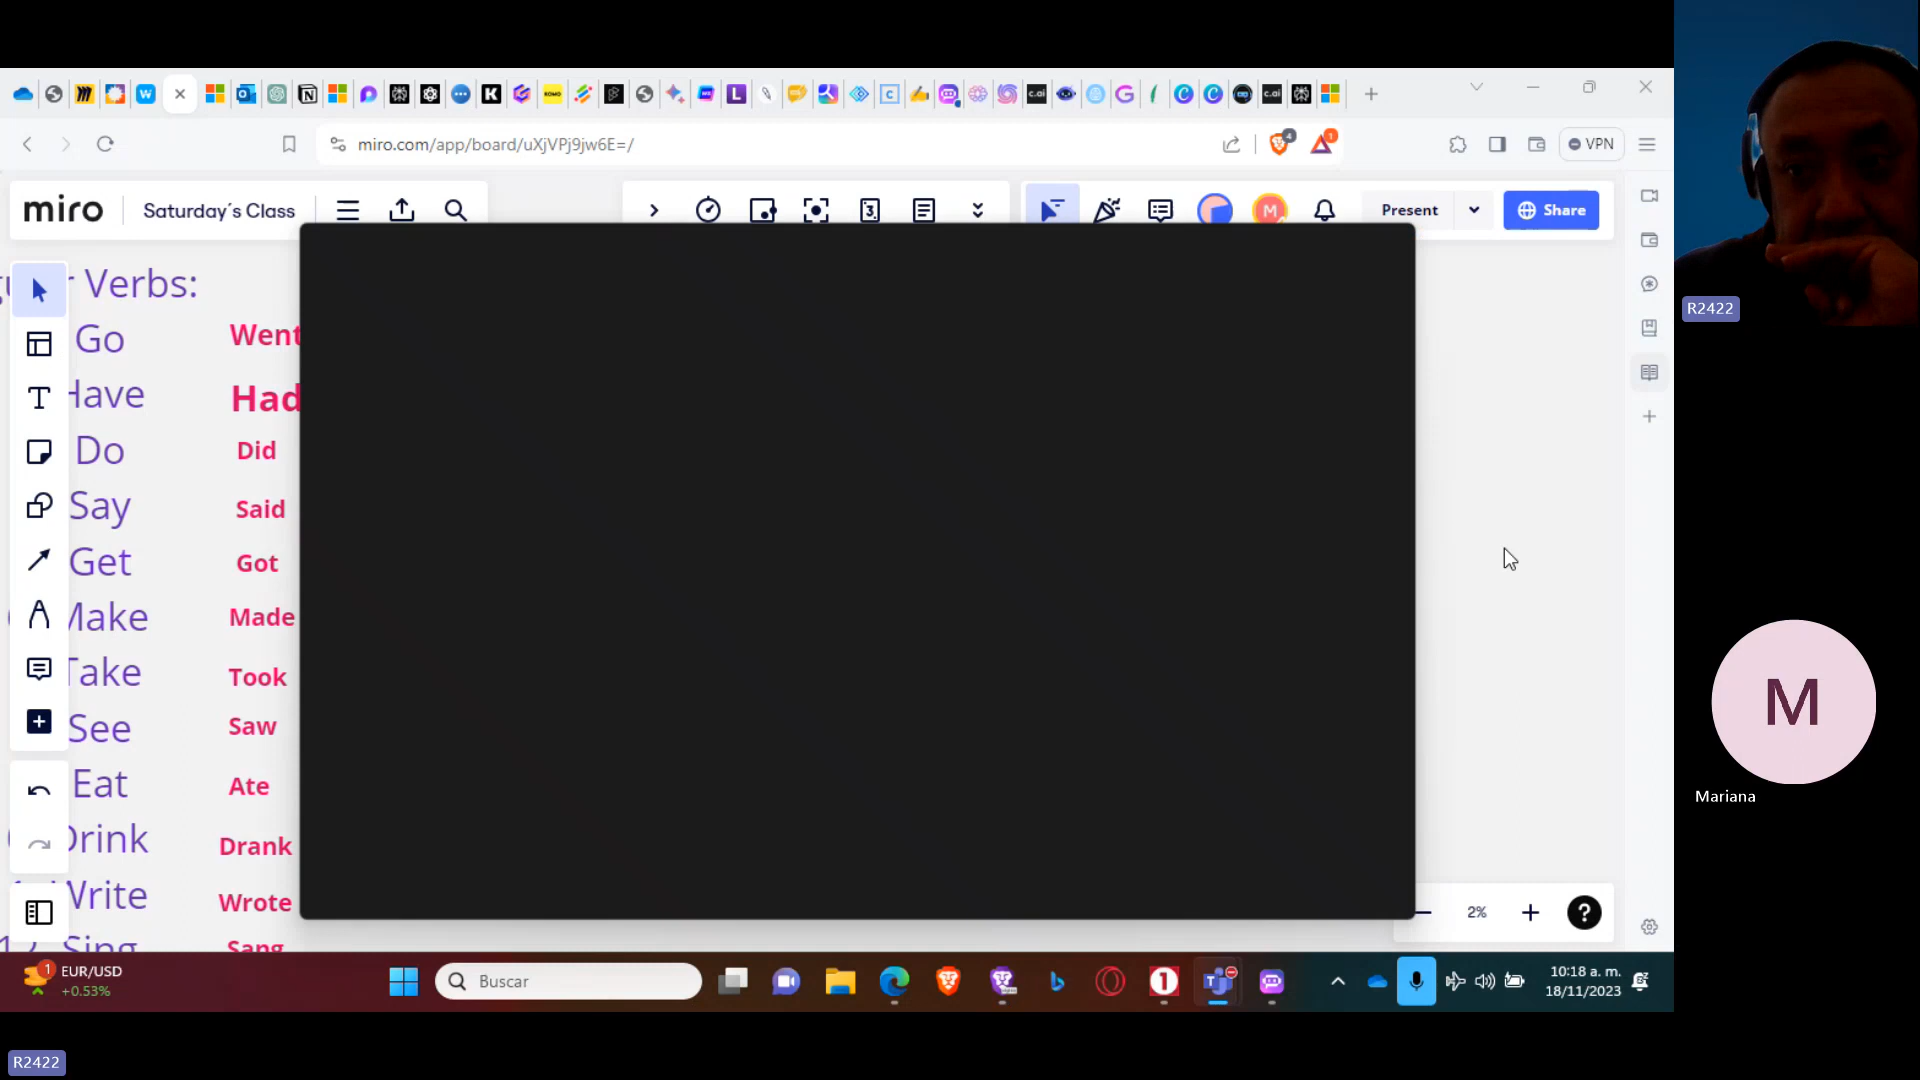 miro.com/app/board/uXjVPj9jw6E=/
VPN
miro
Saturday´s Class
M
Present
Share
r Verbs:
Go Went
Have Had
Do Did
Say Said
Get Got
Make Made
Take Took
See Saw
Eat Ate
Drink Drank
Write Wrote
Sing Sang
2%
EUR/USD
+0.53%
Buscar
10:18 a. m.
18/11/2023
R2422
M
Mariana
R2422